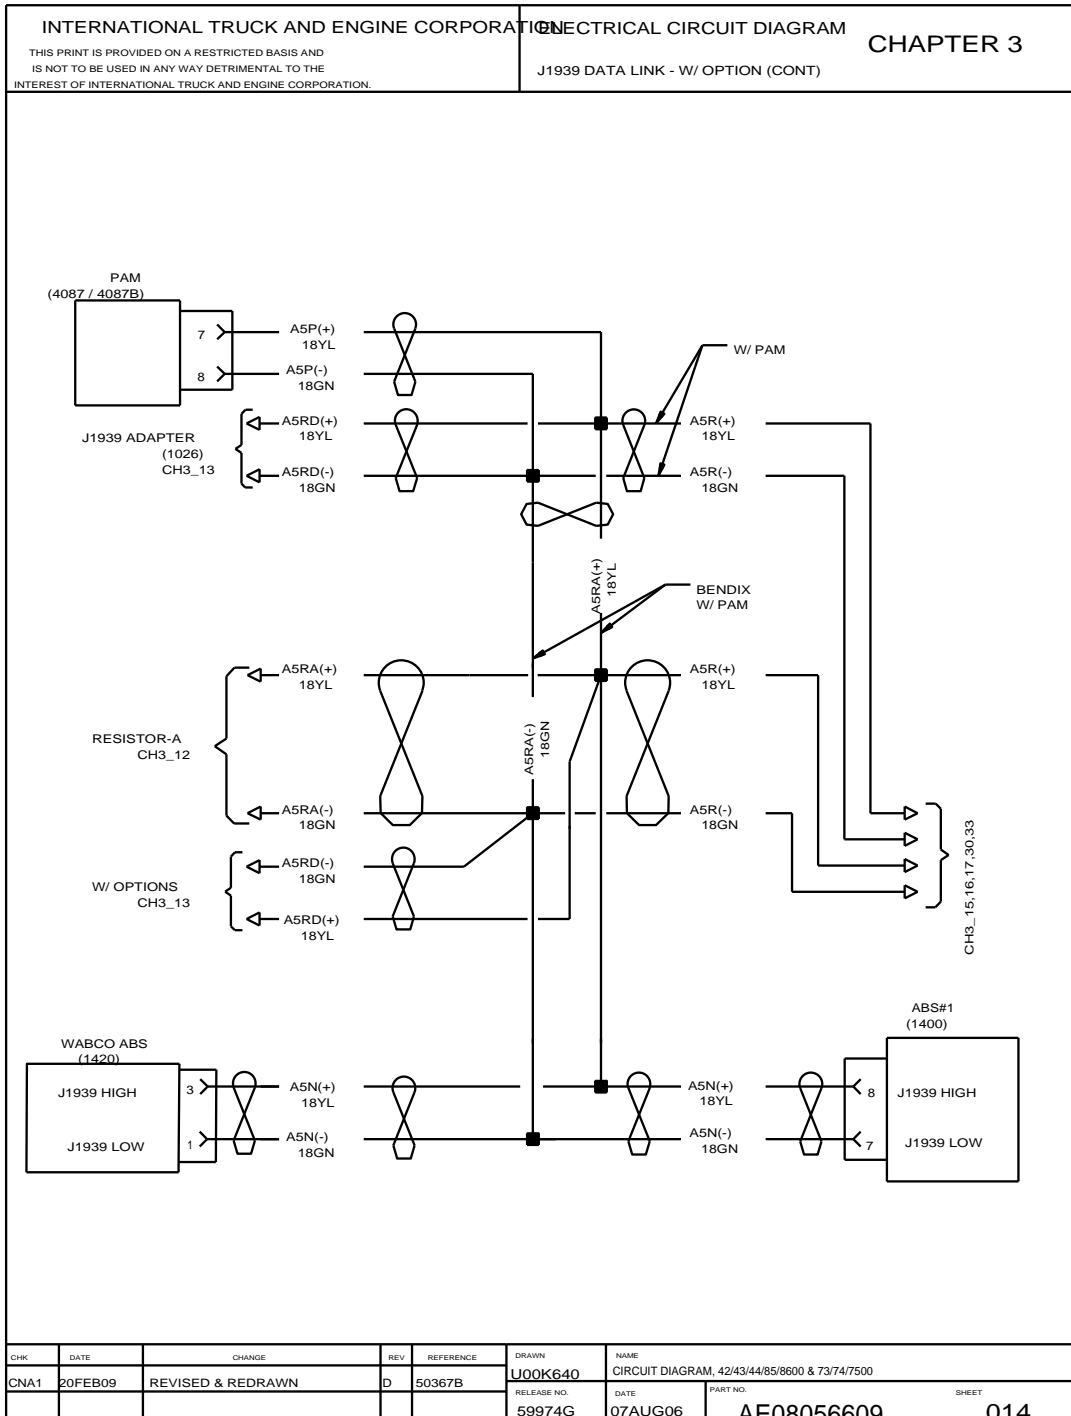 INTERNATIONAL TRUCK AND ENGINE CORPORATION
THIS PRINT IS PROVIDED ON A RESTRICTED BASIS AND
IS NOT TO BE USED IN ANY WAY DETRIMENTAL TO THE
INTEREST OF INTERNATIONAL TRUCK AND ENGINE CORPORATION.
ELECTRICAL CIRCUIT DIAGRAM
J1939 DATA LINK - W/ OPTION (CONT)
CHAPTER 3
PAM
(4087 / 4087B)
7
8
A5P(+)
18YL
A5P(-)
18GN
W/ PAM
J1939 ADAPTER
(1026)
CH3_13
A5RD(+)
18YL
A5RD(-)
18GN
A5R(+)
18YL
A5R(-)
18GN
A5RA(+)
18YL
BENDIX
W/ PAM
RESISTOR-A
CH3_12
A5RA(+)
18YL
A5RA(-)
18GN
A5RA(-)
18GN
A5R(+)
18YL
A5R(-)
18GN
W/ OPTIONS
CH3_13
A5RD(-)
18GN
A5RD(+)
18YL
CH3_15,16,17,30,33
WABCO ABS
(1420)
J1939 HIGH
3
J1939 LOW
1
A5N(+)
18YL
A5N(-)
18GN
A5N(+)
18YL
A5N(-)
18GN
ABS#1
(1400)
8
J1939 HIGH
7
J1939 LOW
CHK DATE CHANGE REV REFERENCE
CNA1 20FEB09 REVISED & REDRAWN D 50367B
DRAWN
U00K640
NAME
CIRCUIT DIAGRAM, 42/43/44/85/8600 & 73/74/7500
RELEASE NO.
59974G
DATE
07AUG06
PART NO.
AE08056609
SHEET
014